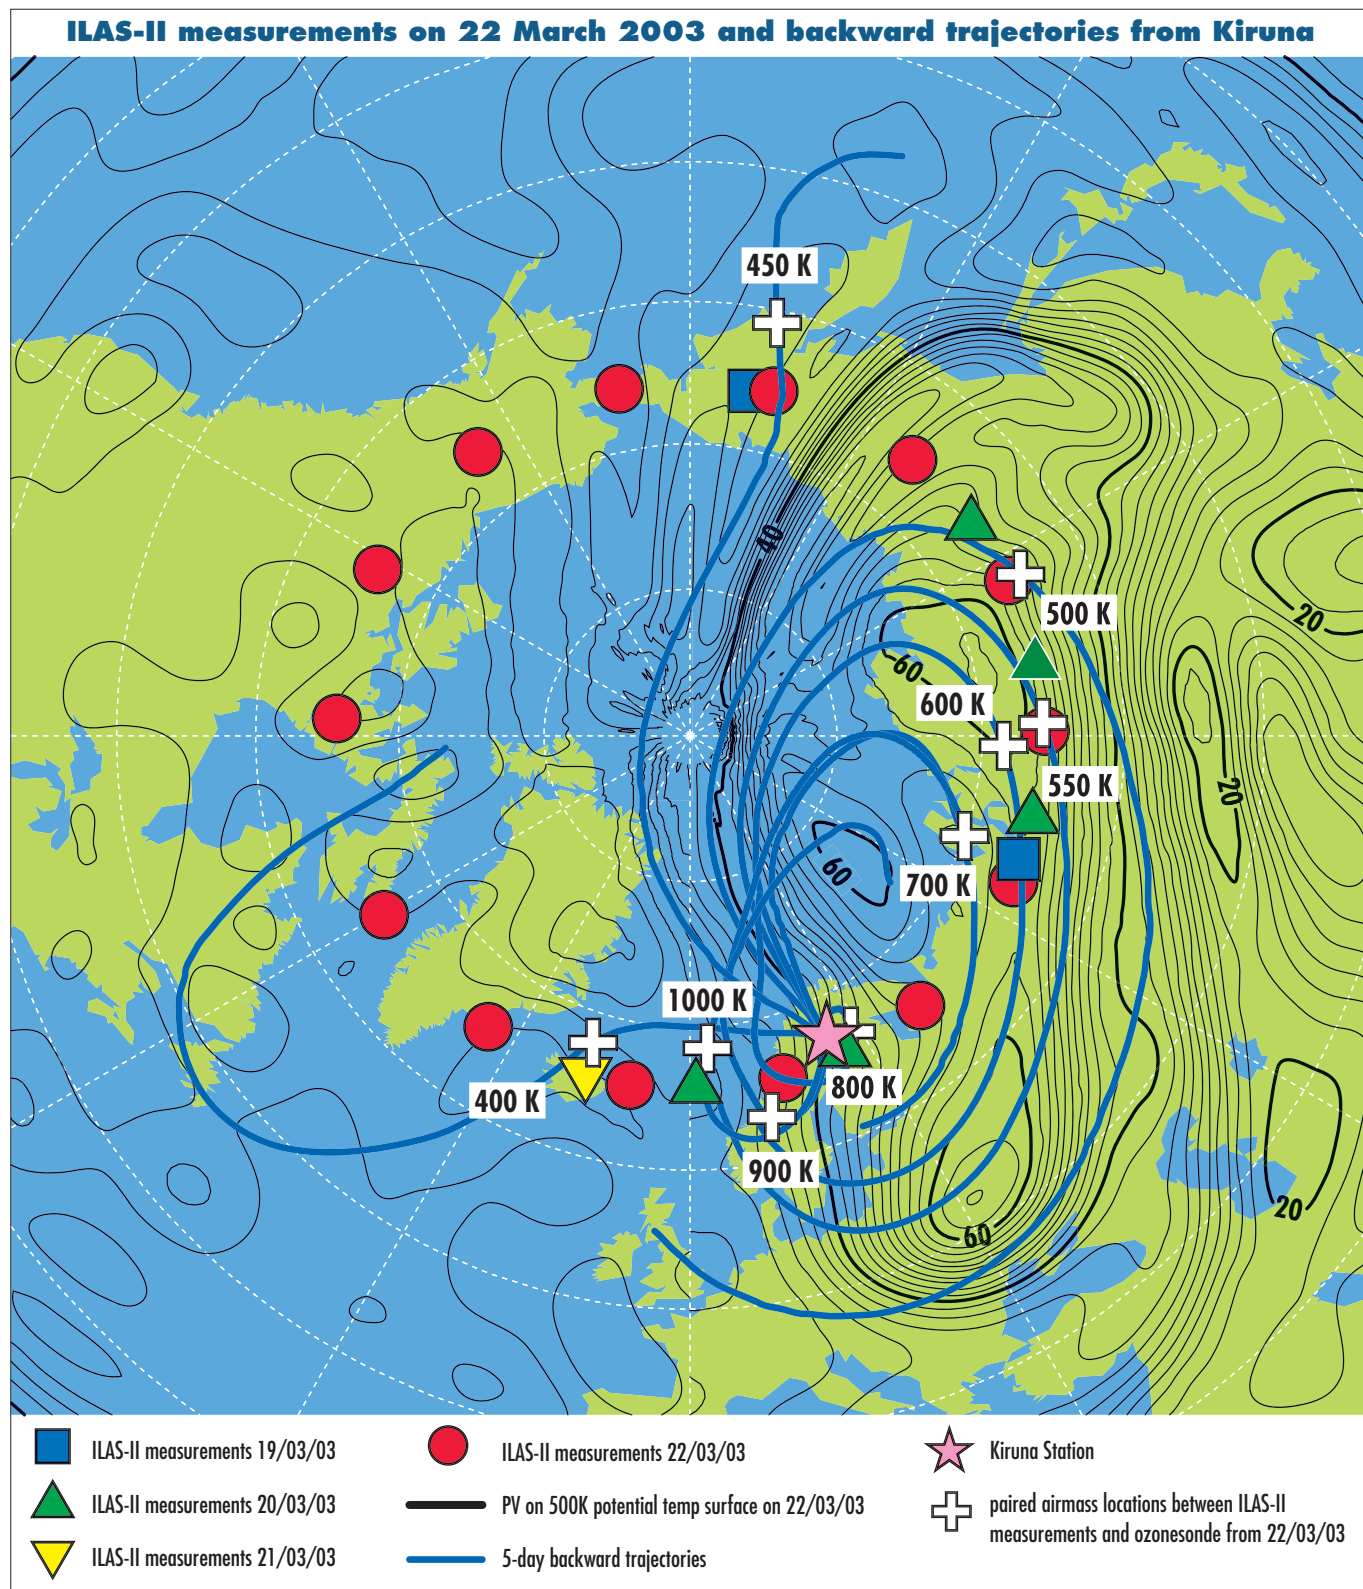 ILAS-II measurements on 22 March 2003 and backward trajectories from Kiruna
450 K
40
500 K
20
60
600 K
550 K
20
60
700 K
1000 K
400 K
800 K
900 K
20
60
ILAS-II measurements 19/03/03
ILAS-II measurements 22/03/03
Kiruna Station
ILAS-II measurements 20/03/03
PV on 500K potential temp surface on 22/03/03
paired airmass locations between ILAS-II
measurements and ozonesonde from 22/03/03
ILAS-II measurements 21/03/03
5-day backward trajectories